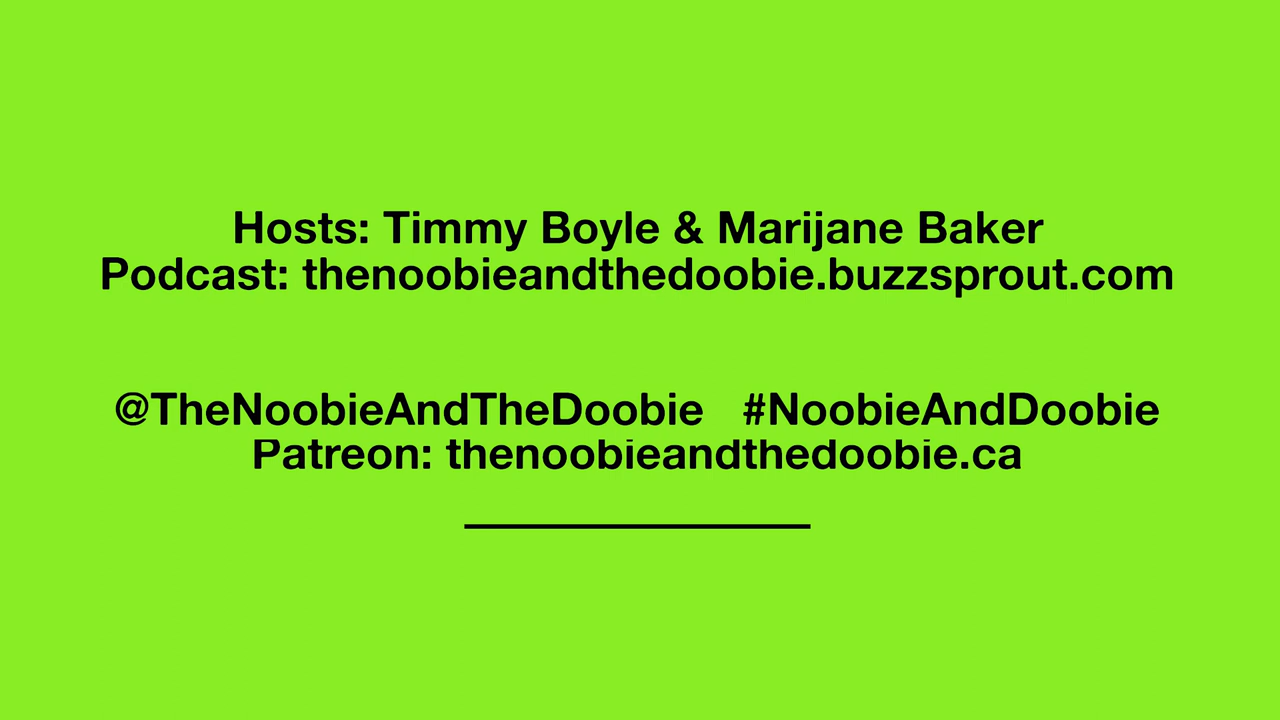 Hosts: Timmy Boyle & Marijane Baker
Podcast: thenoobieandthedoobie.buzzsprout.com
@TheNoobieAndTheDoobie #NoobieAndDoobie
Patreon: thenoobieandthedoobie.ca